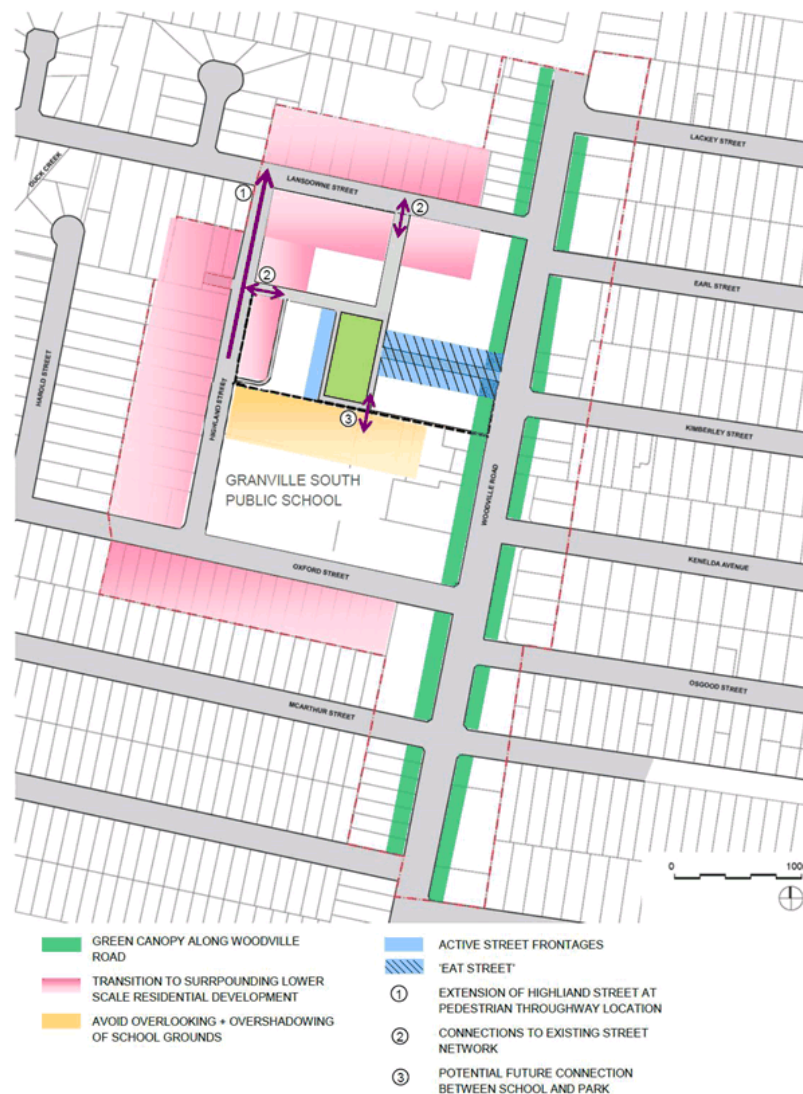 LACKEY STREET
DUCK CREEK
1
LANSDOWNE STREET
2
EARL STREET
2
HAROLD STREET
HIGHLAND STREET
3
KIMBERLEY STREET
WOODVILLE ROAD
GRANVILLE SOUTH
PUBLIC SCHOOL
KENELDA AVENUE
OXFORD STREET
OSGOOD STREET
MCARTHUR STREET
0 100
GREEN CANOPY ALONG WOODVILLE
ROAD
TRANSITION TO SURRPOUNDING LOWER
SCALE RESIDENTIAL DEVELOPMENT
AVOID OVERLOOKING + OVERSHADOWING
OF SCHOOL GROUNDS
ACTIVE STREET FRONTAGES
'EAT STREET'
1 EXTENSION OF HIGHLAND STREET AT
PEDESTRIAN THROUGHWAY LOCATION
2 CONNECTIONS TO EXISTING STREET
NETWORK
3 POTENTIAL FUTURE CONNECTION
BETWEEN SCHOOL AND PARK